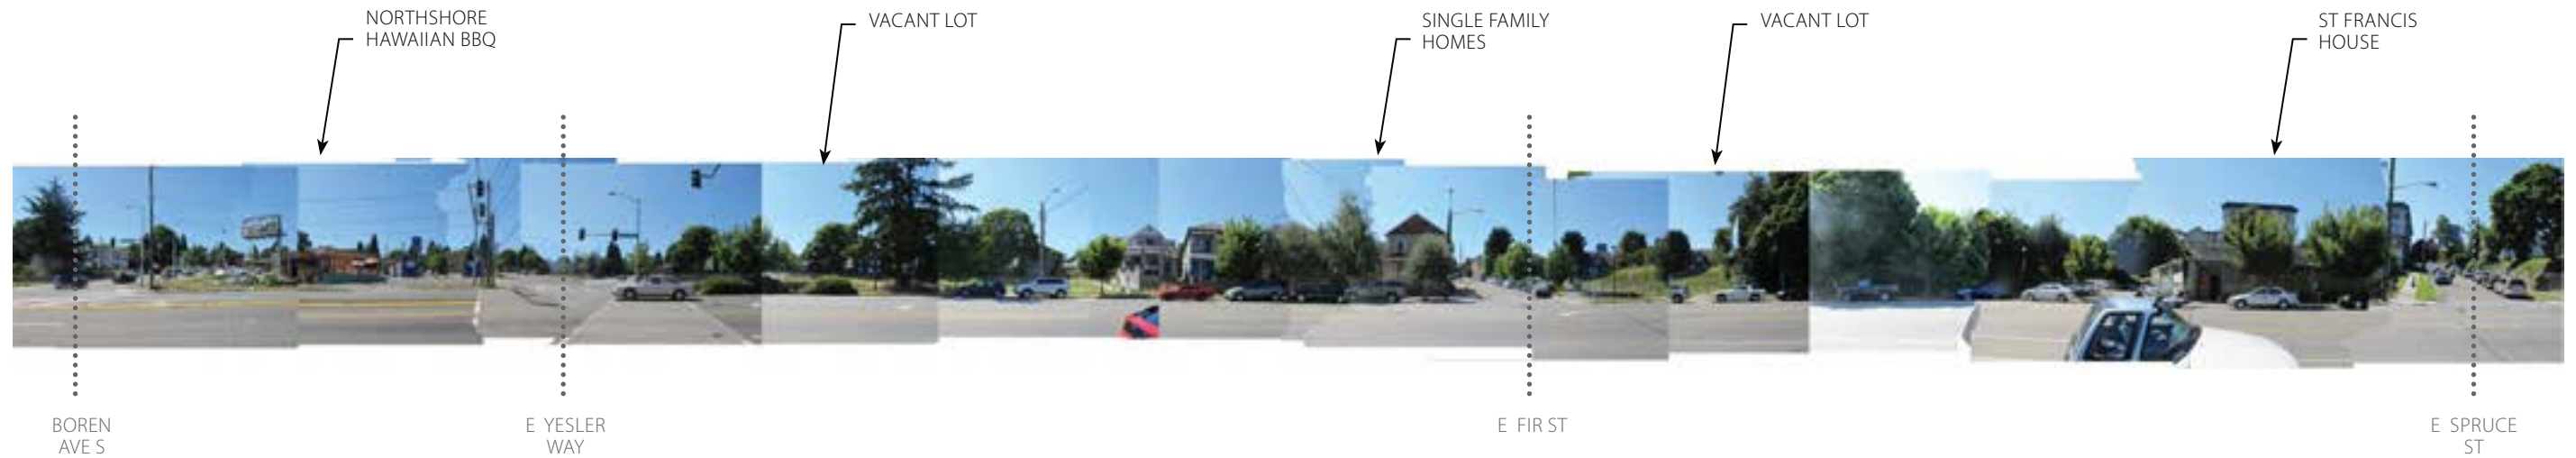 NORTHSHORE
HAWAIIAN BBQ
VACANT LOT
SINGLE FAMILY
HOMES
VACANT LOT
ST FRANCIS
HOUSE
BOREN
AVE S
E YESLER
WAY
E FIR ST
E SPRUCE
ST